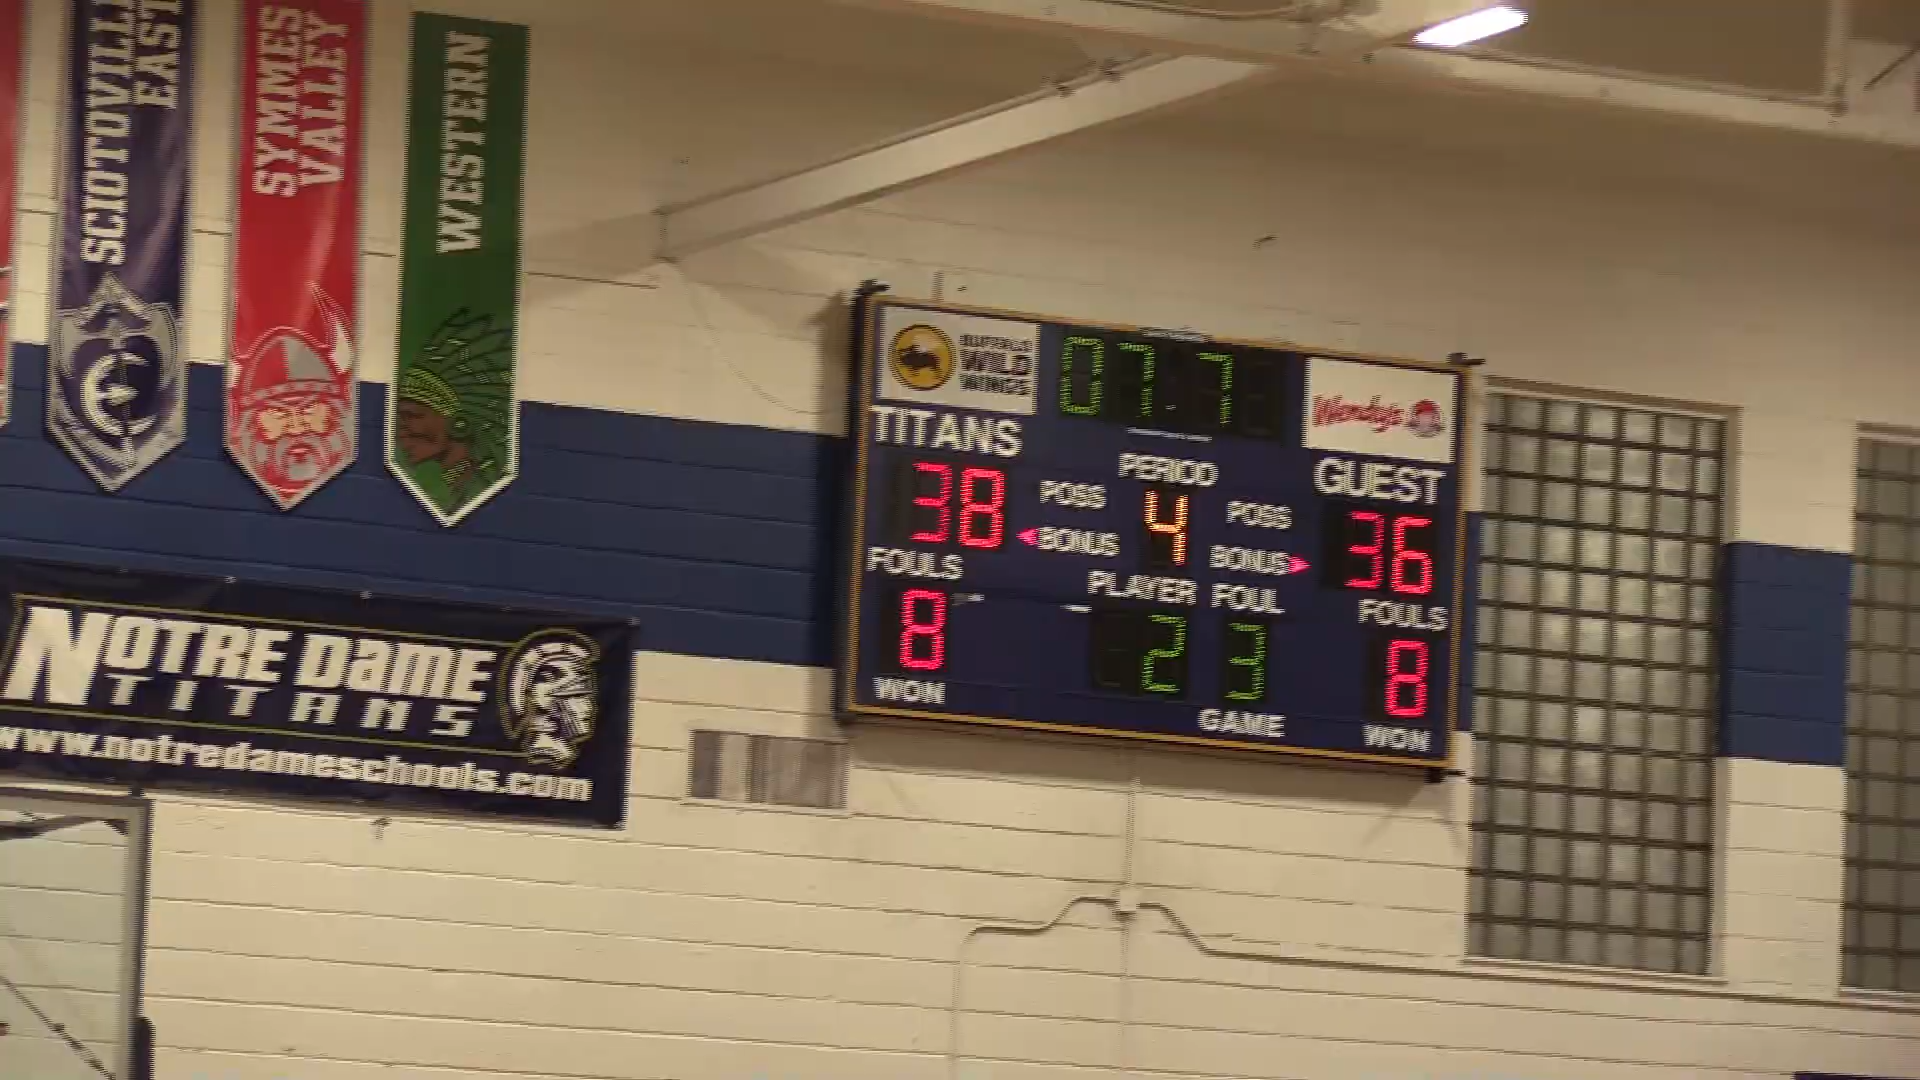 SCIOTOVILLE
EAST
SYMMES
VALLEY
WESTERN
BUFFALO
WILD
WINGS
07.7
Wendy's
TITANS
PERIOD
GUEST
38
POSS
4
POSS
36
BONUS
BONUS
FOULS
PLAYER
FOUL
FOULS
8
2
3
8
WON
GAME
WON
NOTRE DAME
TITANS
www.notredameschools.com